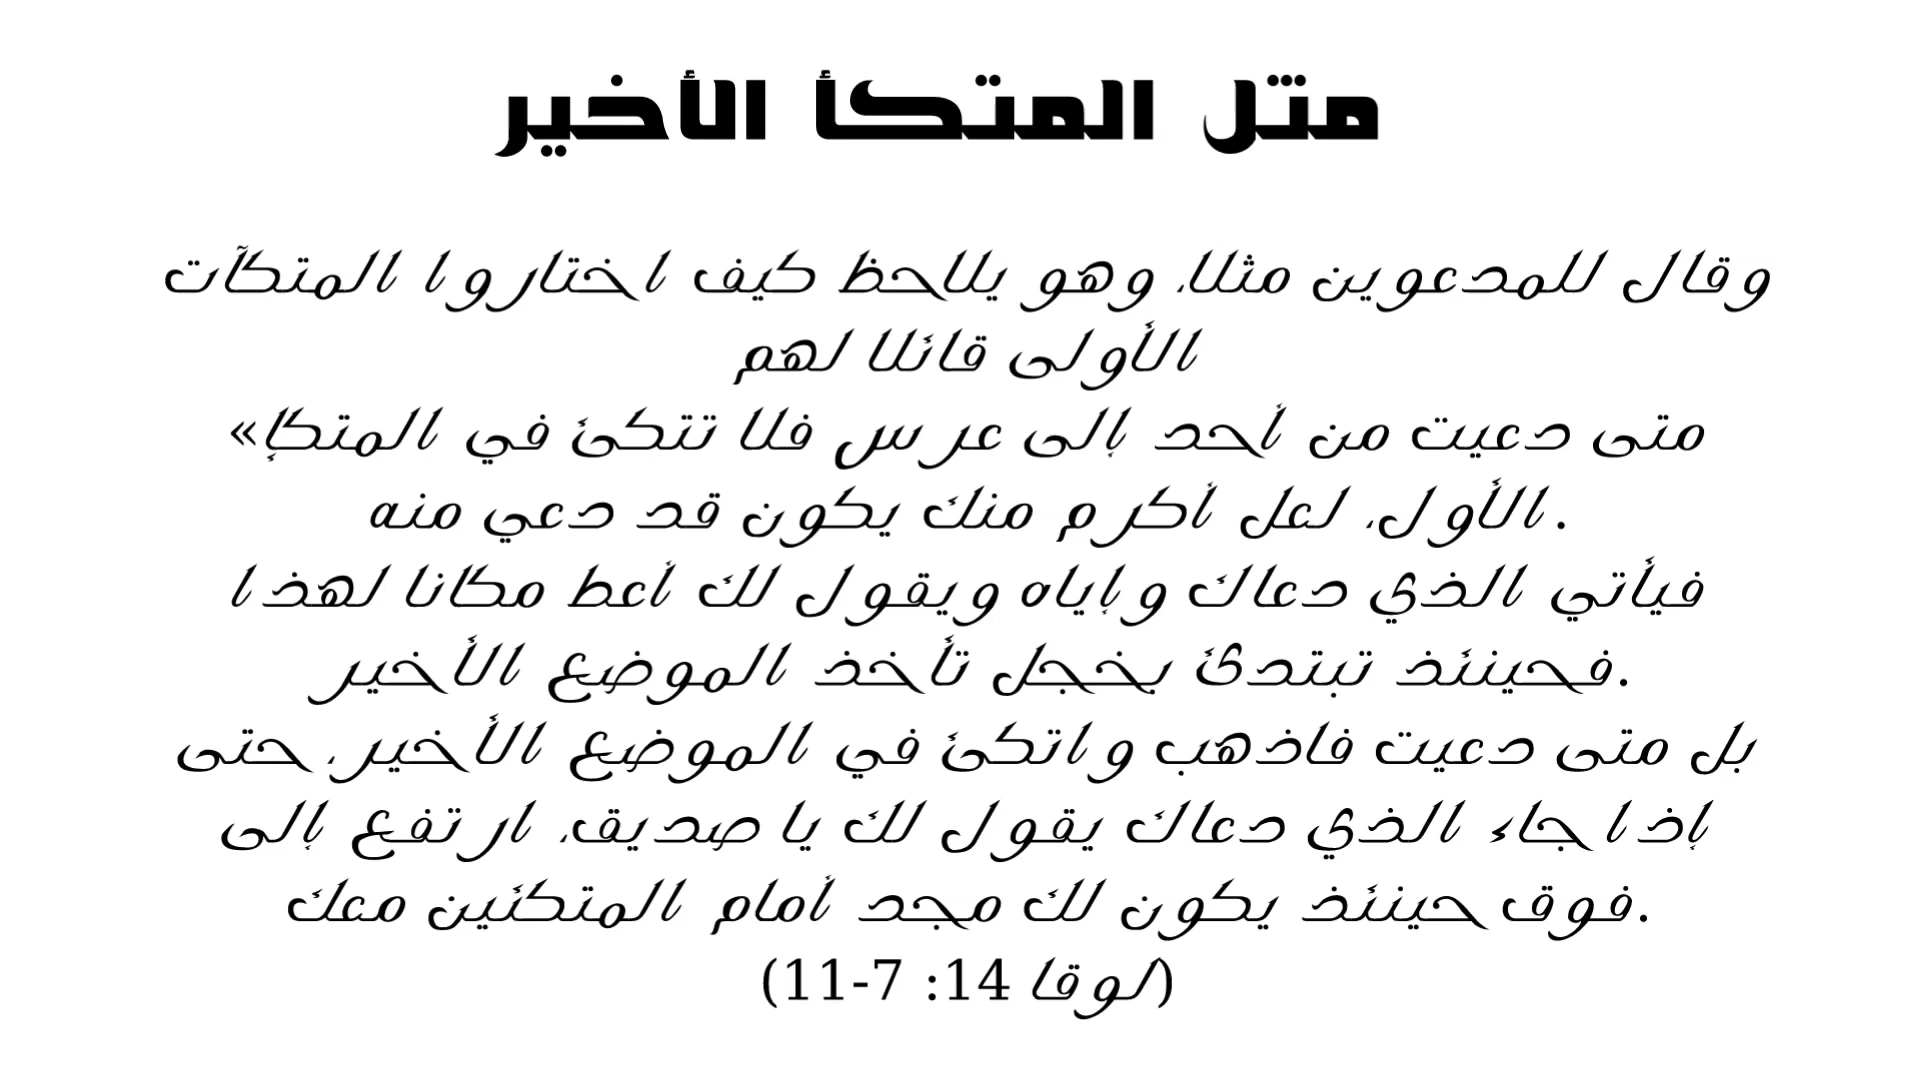 مثل المتكأ الأخير
وقال للمدعوين مثلا، وهو يلاحظ كيف اختاروا المتكآت
الأولى قائلا لهم
متى دعيت من أحد إلى عرس فلا تتكئ في المتكإ«
الأول، لعل أكرم منك يكون قد دعي منه.
فيأتي الذي دعاك وإياه ويقول لك أعط مكانا لهذا
فحينئذ تبتدئ بخجل تأخذ الموضع الأخير.
بل متى دعيت فاذهب واتكئ في الموضع الأخير، حتى
إذا جاء الذي دعاك يقول لك يا صديق، ارتفع إلى
فوق حينئذ يكون لك مجد أمام المتكئين معك.
(لوقا 14: 7-11)